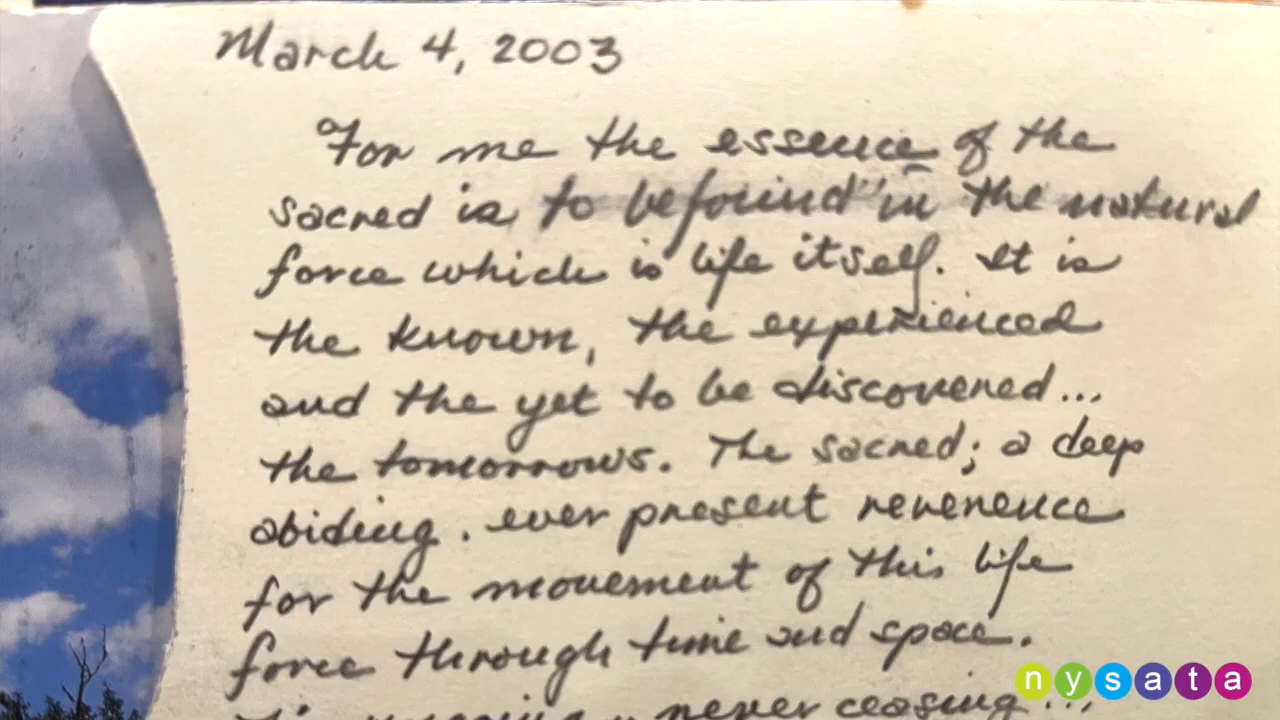 March 4, 2003
For me the essence of the
sacred is to be found in the natural
force which is life itself. It is
the known, the experienced
and the yet to be discovered...
the tomorrows. The sacred; a deep
abiding. ever present reverence
for the movement of this life
force through time and space.
never ceasing...
nysata